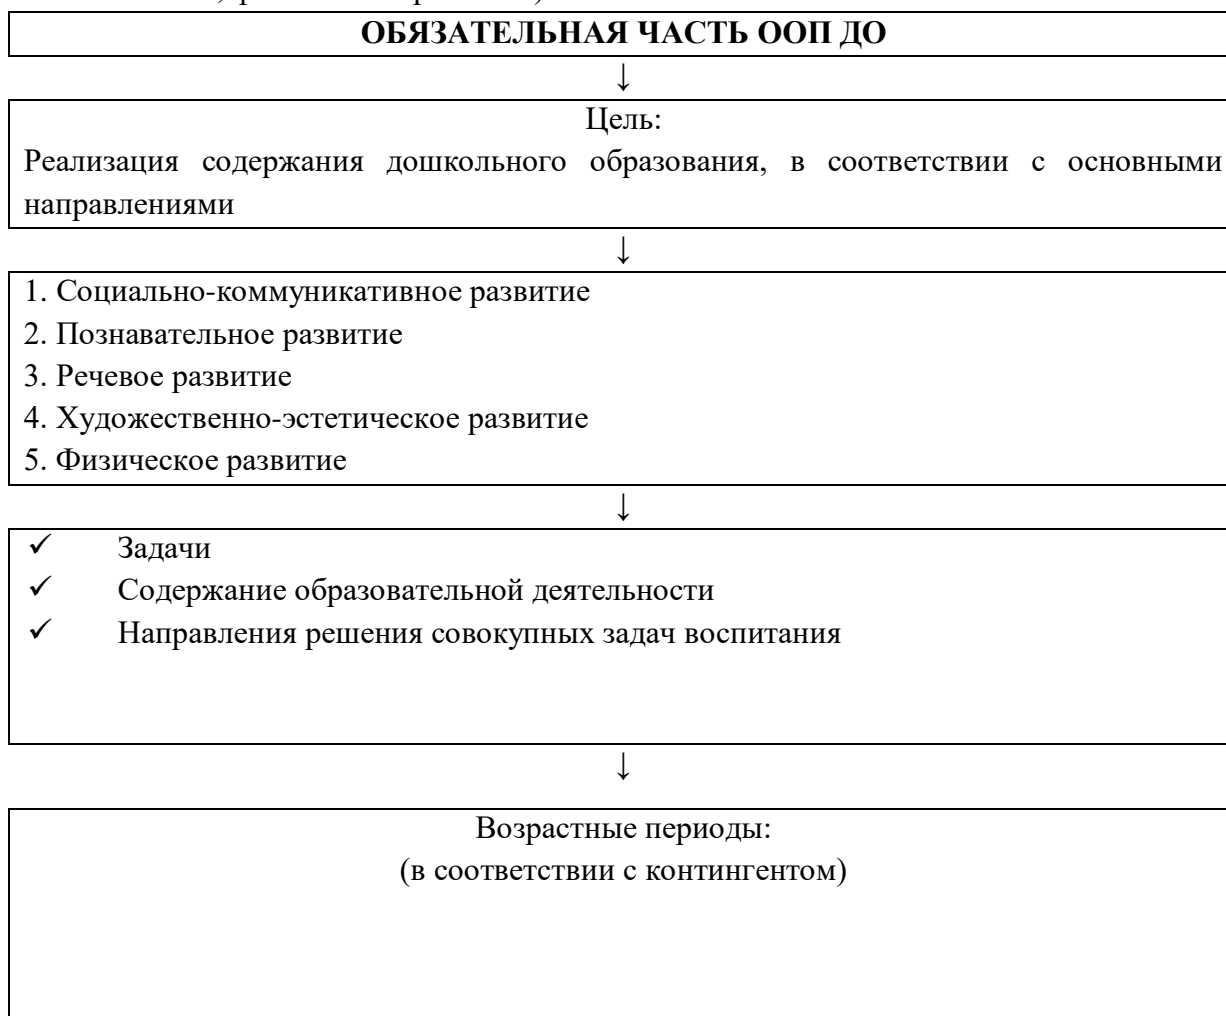 ОБЯЗАТЕЛЬНАЯ ЧАСТЬ ООП ДО
↓
Цель:
Реализация содержания дошкольного образования, в соответствии с основными
направлениями
↓
1. Социально-коммуникативное развитие
2. Познавательное развитие
3. Речевое развитие
4. Художественно-эстетическое развитие
5. Физическое развитие
↓
✓ Задачи
✓ Содержание образовательной деятельности
✓ Направления решения совокупных задач воспитания
↓
Возрастные периоды:
(в соответствии с контингентом)